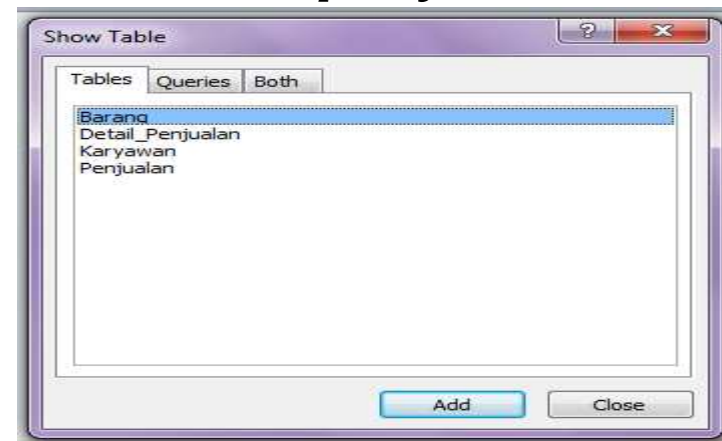 Show Table
Tables Queries Both
Barang
Detail_Penjualan
Karyawan
Penjualan
Add Close